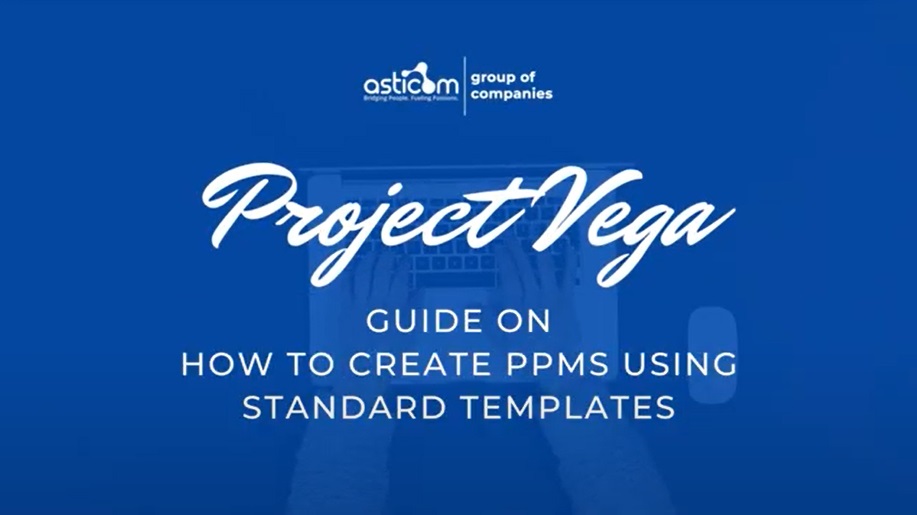 asticom
Bridging People. Fueling Passions.
group of
companies
Project Vega
GUIDE ON
HOW TO CREATE PPMS USING
STANDARD TEMPLATES